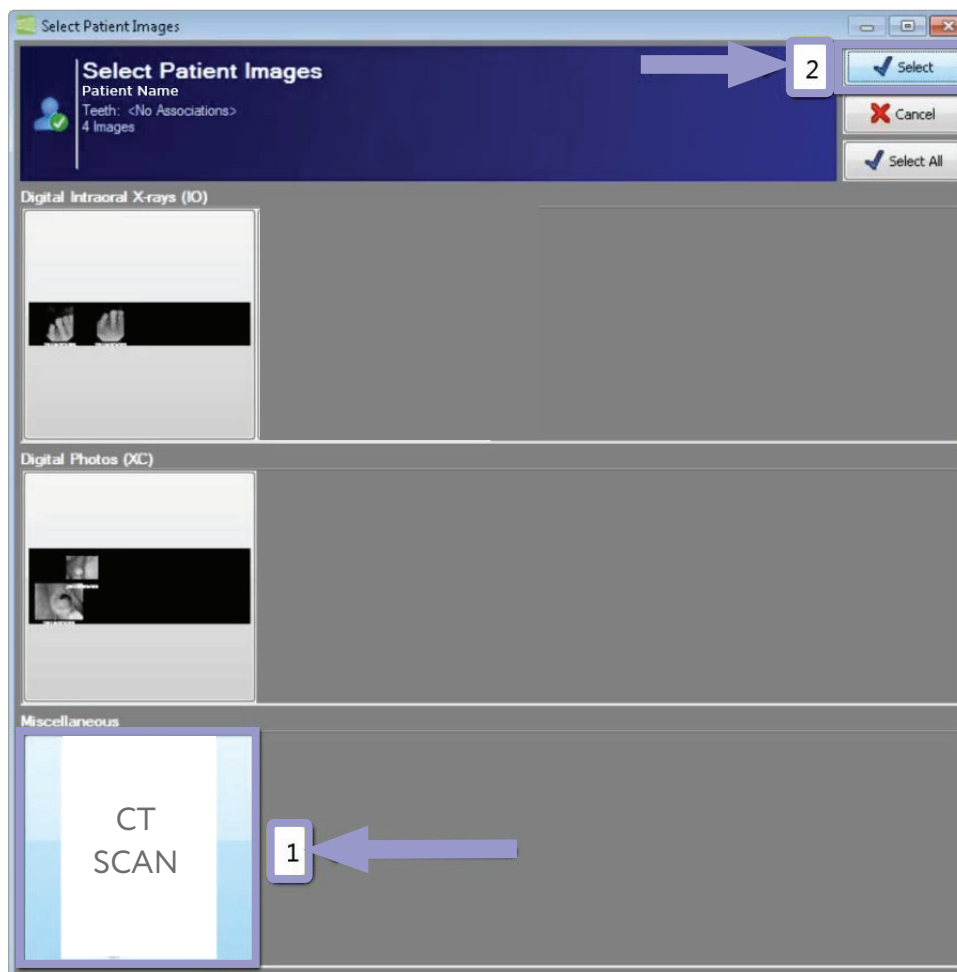 Select Patient Images
Select Patient Images
Patient Name
Teeth: <No Associations>
4 Images
2
Select
Cancel
Select All
Digital Intraoral X-rays (IO)
Digital Photos (XC)
Miscellaneous
CT
SCAN
1